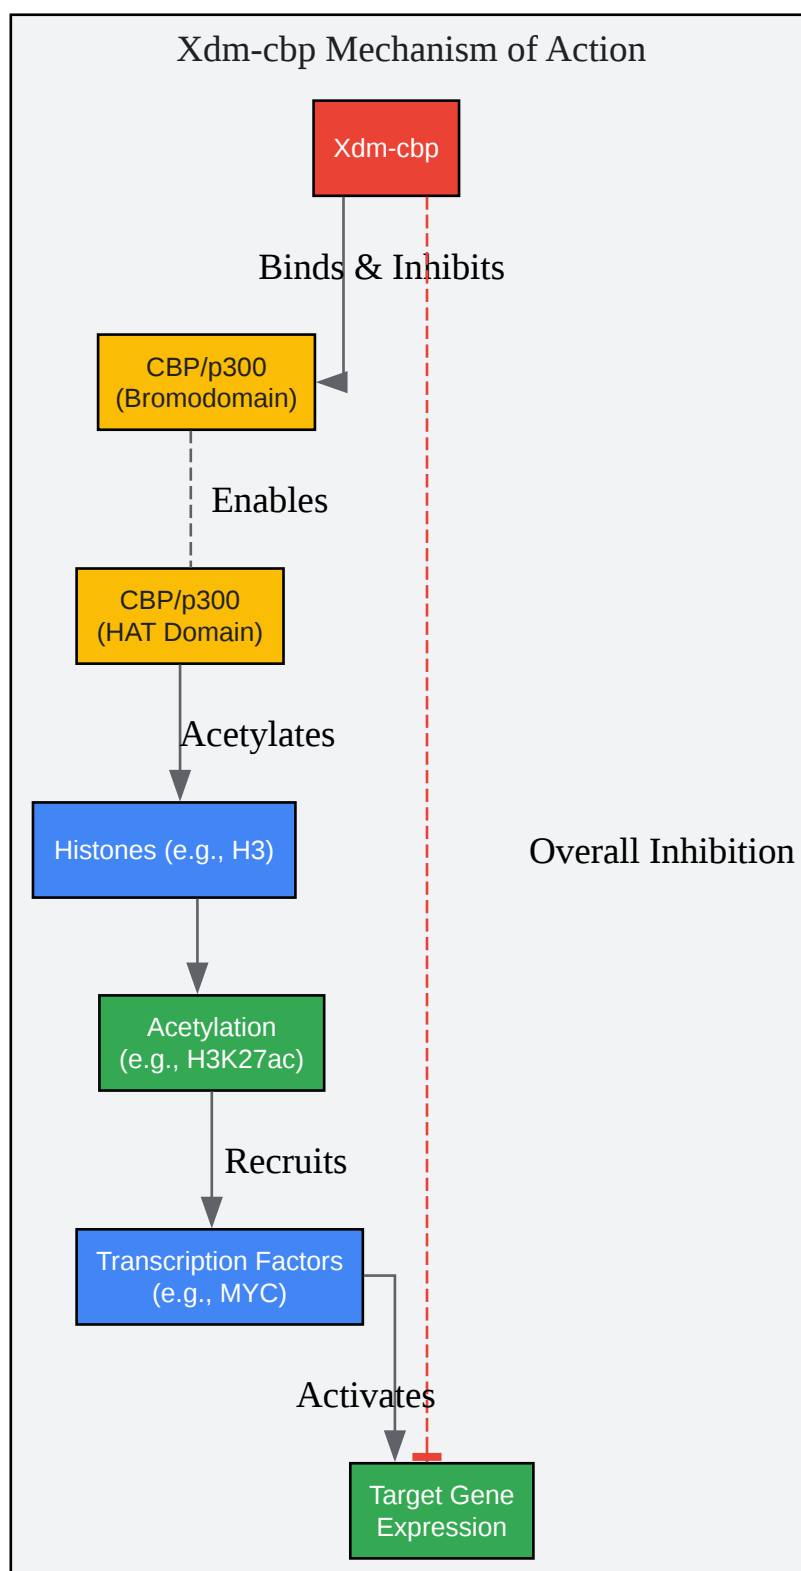 Xdm-cbp Mechanism of Action
Xdm-cbp
Binds & Inhibits
CBP/p300
(Bromodomain)
Enables
CBP/p300
(HAT Domain)
Acetylates
Histones (e.g., H3)
Overall Inhibition
Acetylation
(e.g., H3K27ac)
Recruits
Transcription Factors
(e.g., MYC)
Activates
Target Gene
Expression